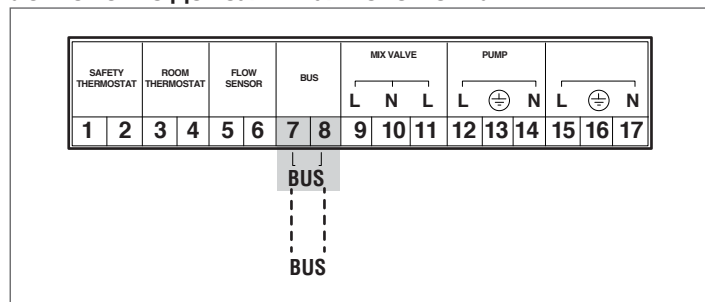 SAFETY THERMOSTAT ROOM THERMOSTAT FLOW SENSOR BUS MIX VALVE PUMP
L N L L N L N
1 2 3 4 5 6 7 8 9 10 11 12 13 14 15 16 17
BUS
BUS